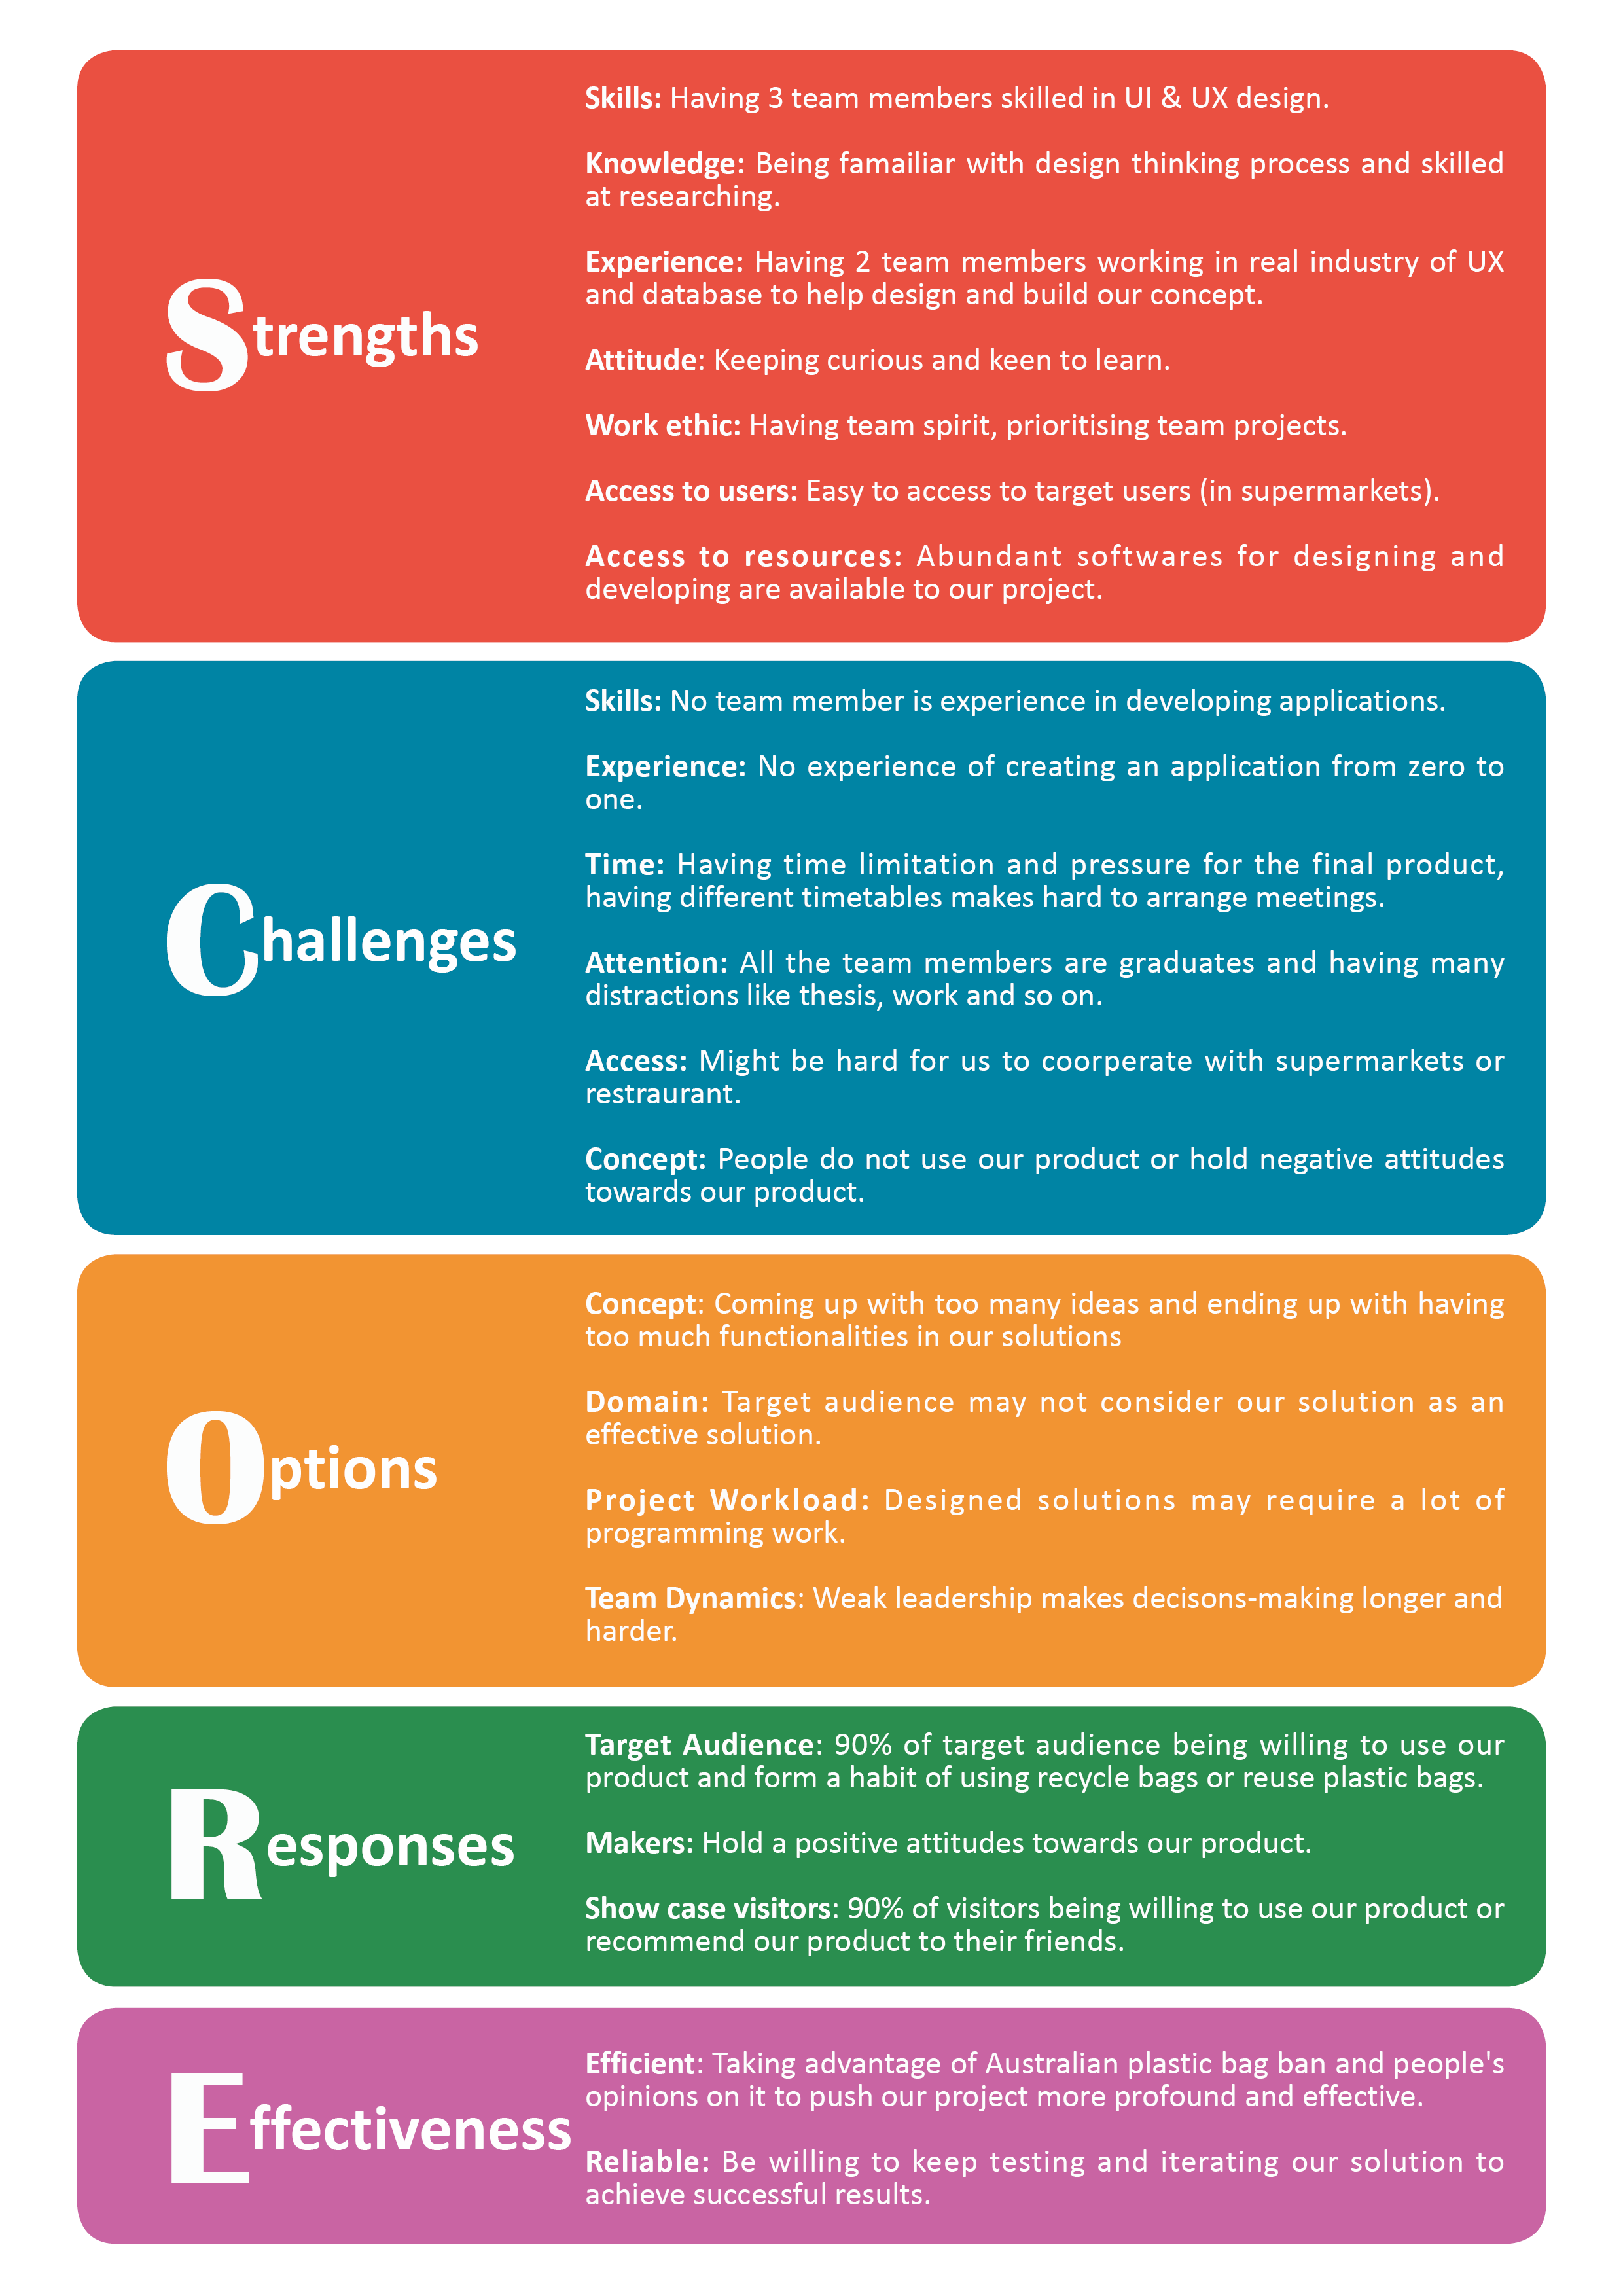 Strengths
Skills: Having 3 team members skilled in UI & UX design.
Knowledge: Being famailiar with design thinking process and skilled
at researching.
Experience: Having 2 team members working in real industry of UX
and database to help design and build our concept.
Attitude: Keeping curious and keen to learn.
Work ethic: Having team spirit, prioritising team projects.
Access to users: Easy to access to target users (in supermarkets).
Access to resources: Abundant softwares for designing and
developing are available to our project.
Challenges
Skills: No team member is experience in developing applications.
Experience: No experience of creating an application from zero to
one.
Time: Having time limitation and pressure for the final product,
having different timetables makes hard to arrange meetings.
Attention: All the team members are graduates and having many
distractions like thesis, work and so on.
Access: Might be hard for us to coorperate with supermarkets or
restraurant.
Concept: People do not use our product or hold negative attitudes
towards our product.
Options
Concept: Coming up with too many ideas and ending up with having
too much functionalities in our solutions
Domain: Target audience may not consider our solution as an
effective solution.
Project Workload: Designed solutions may require a lot of
programming work.
Team Dynamics: Weak leadership makes decisons-making longer and
harder.
Responses
Target Audience: 90% of target audience being willing to use our
product and form a habit of using recycle bags or reuse plastic bags.
Makers: Hold a positive attitudes towards our product.
Show case visitors: 90% of visitors being willing to use our product or
recommend our product to their friends.
Effectiveness
Efficient: Taking advantage of Australian plastic bag ban and people's
opinions on it to push our project more profound and effective.
Reliable: Be willing to keep testing and iterating our solution to
achieve successful results.